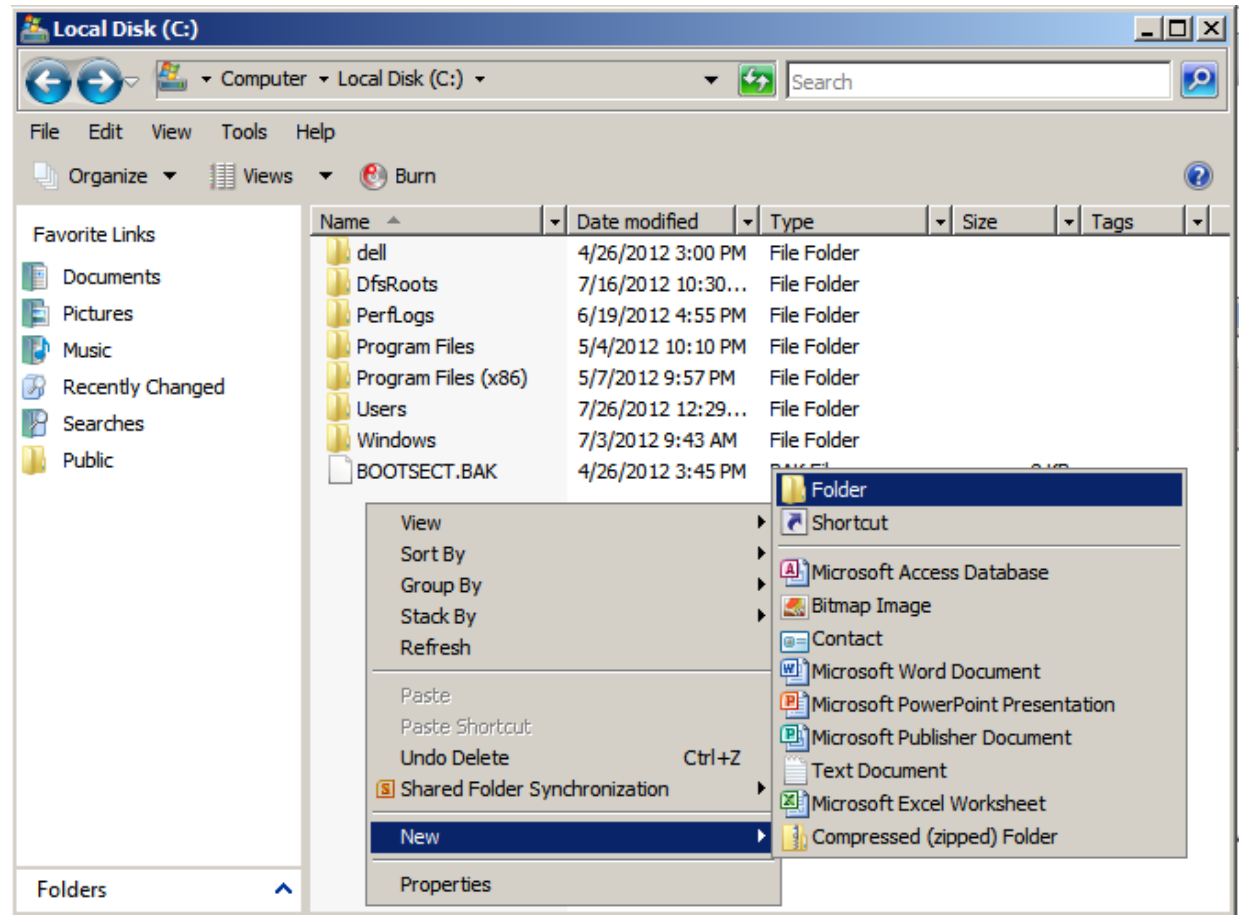 Local Disk (C:)
Computer Local Disk (C:) Search
File Edit View Tools Help
Organize Views Burn
Favorite Links
Documents
Pictures
Music
Recently Changed
Searches
Public
Folders
Name Date modified Type Size Tags
dell 4/26/2012 3:00 PM File Folder
DfsRoots 7/16/2012 10:30... File Folder
PerfLogs 6/19/2012 4:55 PM File Folder
Program Files 5/4/2012 10:10 PM File Folder
Program Files (x86) 5/7/2012 9:57 PM File Folder
Users 7/26/2012 12:29... File Folder
Windows 7/3/2012 9:43 AM File Folder
BOOTSECT.BAK 4/26/2012 3:45 PM
View
Sort By
Group By
Stack By
Refresh
Paste
Paste Shortcut
Undo Delete Ctrl+Z
Shared Folder Synchronization
New
Properties
Folder
Shortcut
Microsoft Access Database
Bitmap Image
Contact
Microsoft Word Document
Microsoft PowerPoint Presentation
Microsoft Publisher Document
Text Document
Microsoft Excel Worksheet
Compressed (zipped) Folder